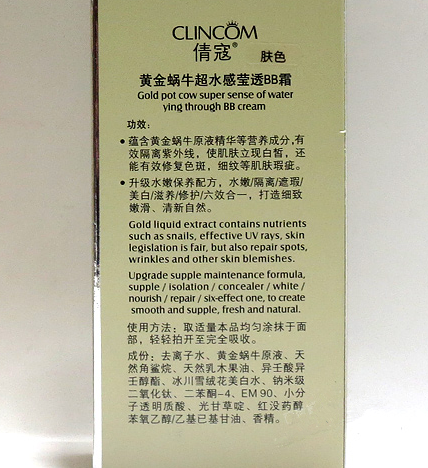 CLINCOM
倩寇®
肤色
黄金蜗牛超水感莹透BB霜
Gold pot cow super sense of water
ying through BB cream
功效:
●蕴含黄金蜗牛原液精华等营养成分,有
效隔离紫外线，使肌肤立现白皙，还
能有效修复色斑，细纹等肌肤瑕疵。
●升级水嫩保养配方，水嫩/隔离/遮瑕/
美白/滋养/修护/六效合一，打造细致
嫩滑、清新自然。
Gold liquid extract contains nutrients
such as snails, effective UV rays, skin
legislation is fair, but also repair spots,
wrinkles and other skin blemishes.
Upgrade supple maintenance formula,
supple / isolation / concealer / white /
nourish / repair / six-effect one, to create
smooth and supple, fresh and natural.
使用方法：取适量本品均匀涂抹于面
部，轻轻拍开至完全吸收。
成份：去离子水、黄金蜗牛原液、天
然角鲨烷、天然乳木果油、异壬酸异
壬醇酯、冰川雪绒花美白水、钠米级
二氧化钛、二苯酮-4、EM 90、小分
子透明质酸、光甘草啶、红没药醇
苯氧乙醇/乙基已基甘油、香精。